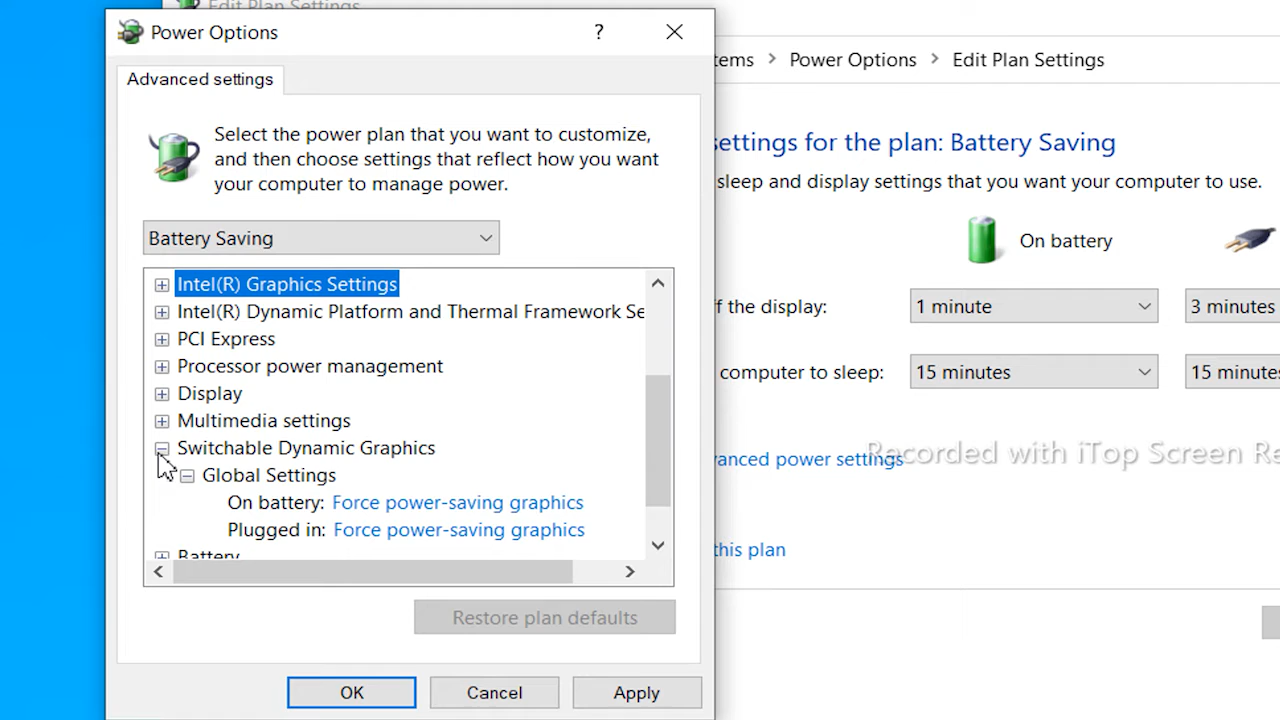 Edit Plan Settings
Power Options
?
tems > Power Options > Edit Plan Settings
Advanced settings
Select the power plan that you want to customize,
and then choose settings that reflect how you want
your computer to manage power.
settings for the plan: Battery Saving
sleep and display settings that you want your computer to use.
Battery Saving
On battery
Intel(R) Graphics Settings
Intel(R) Dynamic Platform and Thermal Framework Se
PCI Express
Processor power management
Display
Multimedia settings
Switchable Dynamic Graphics
Global Settings
On battery: Force power-saving graphics
Plugged in: Force power-saving graphics
Battery
f the display: 1 minute 3 minutes
computer to sleep: 15 minutes 15 minutes
vanced power settings
Recorded with iTop Screen Re
this plan
Restore plan defaults
OK Cancel Apply